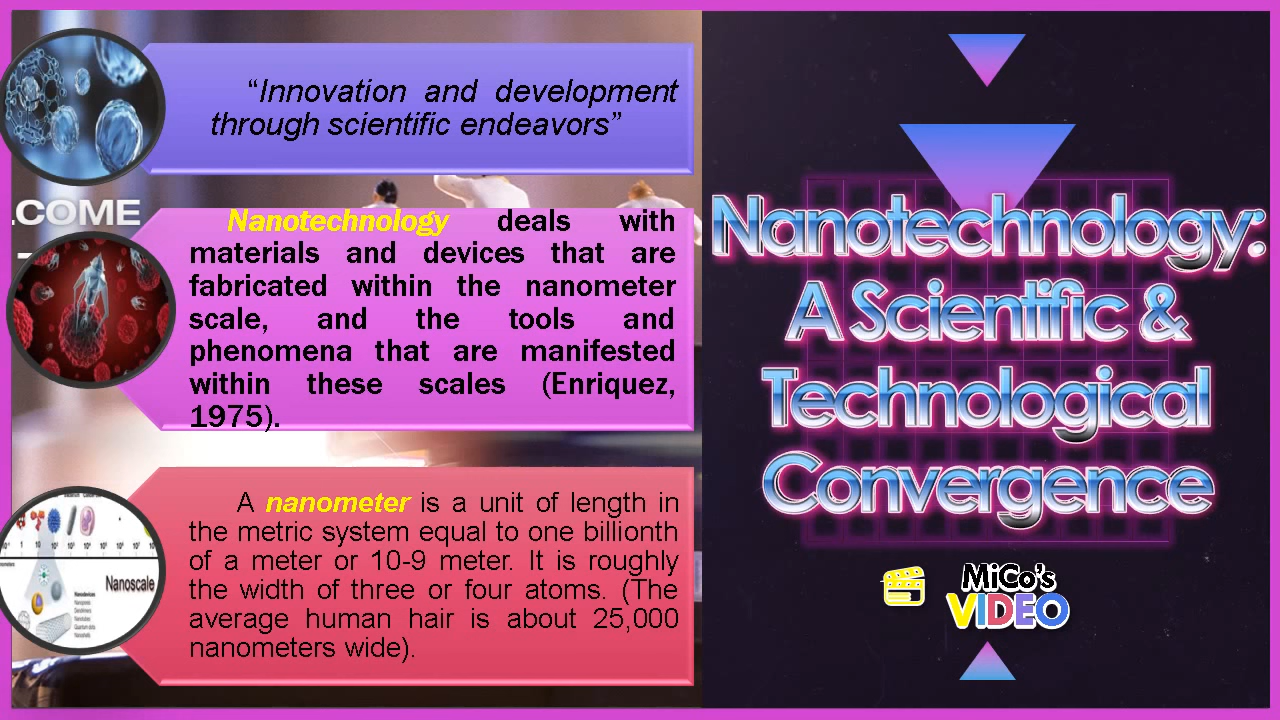 “Innovation and development
through scientific endeavors”
.COME
Nanotechnology deals with
materials and devices that are
fabricated within the nanometer
scale, and the tools and
phenomena that are manifested
within these scales (Enriquez,
1975).
A nanometer is a unit of length in
the metric system equal to one billionth
of a meter or 10-9 meter. It is roughly
the width of three or four atoms. (The
average human hair is about 25,000
nanometers wide).
Nanoscale
Nanotechnology:
A Scientific &
Technological
Convergence
MiCo's
VIDEO